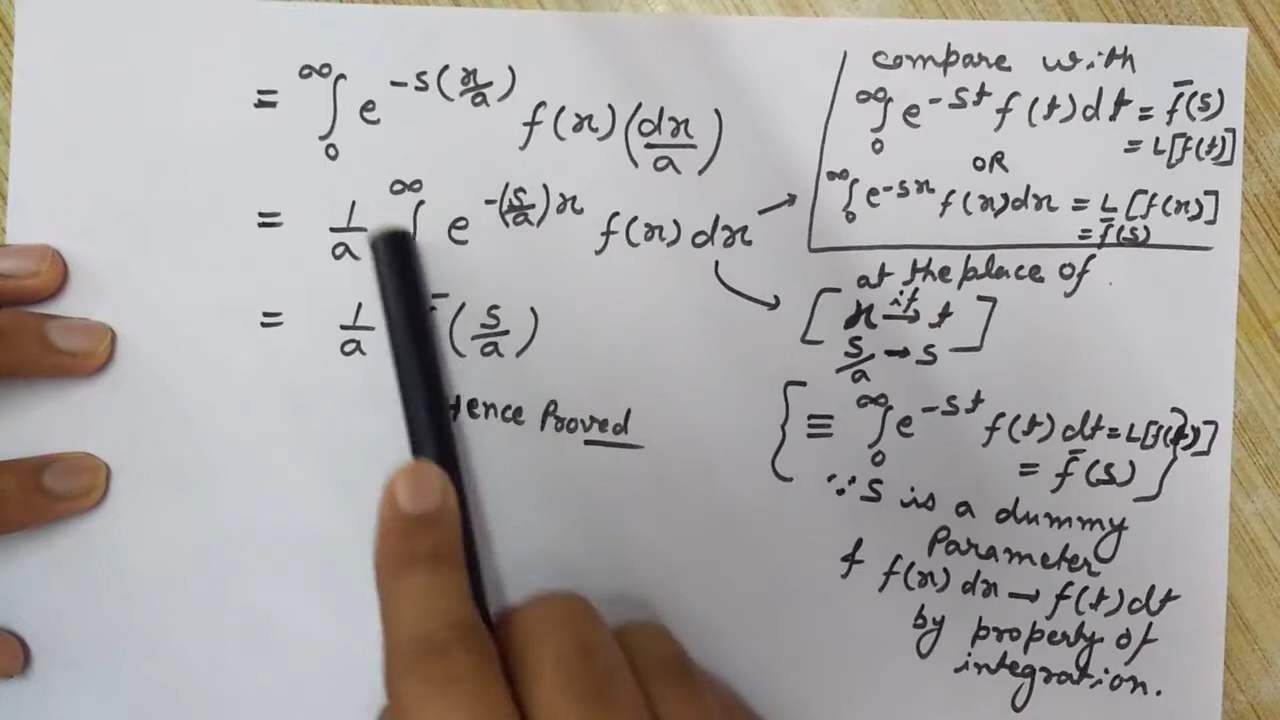 = ∞∫0 e^-s(x/a) f(x)(dx/a)
= 1/a ∞∫ e^-(s/a)x f(x)dx
= 1/a (s/a)
ence Proved
compare with
∞∫0 e^-st f(t)dt = f̄(s)
= L[f(t)]
OR
∞∫0 e^-sx f(x)dx = L[f(x)]
= f̄(s)
at the place of
[x it→ t]
s/a → s
{≡ ∞∫0 e^-st f(t)dt = L[f(t)]
= f̄(s)}
∵ s is a dummy
Parameter
f f(x)dx → f(t)dt
by property of
integration.